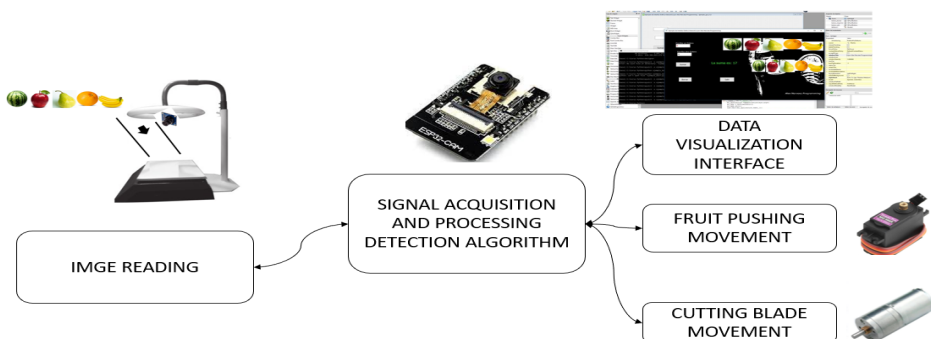 IMGE READING
ESP32-CAM
SIGNAL ACQUISITION
AND PROCESSING
DETECTION ALGORITHM
DATA
VISUALIZATION
INTERFACE
FRUIT PUSHING
MOVEMENT
CUTTING BLADE
MOVEMENT